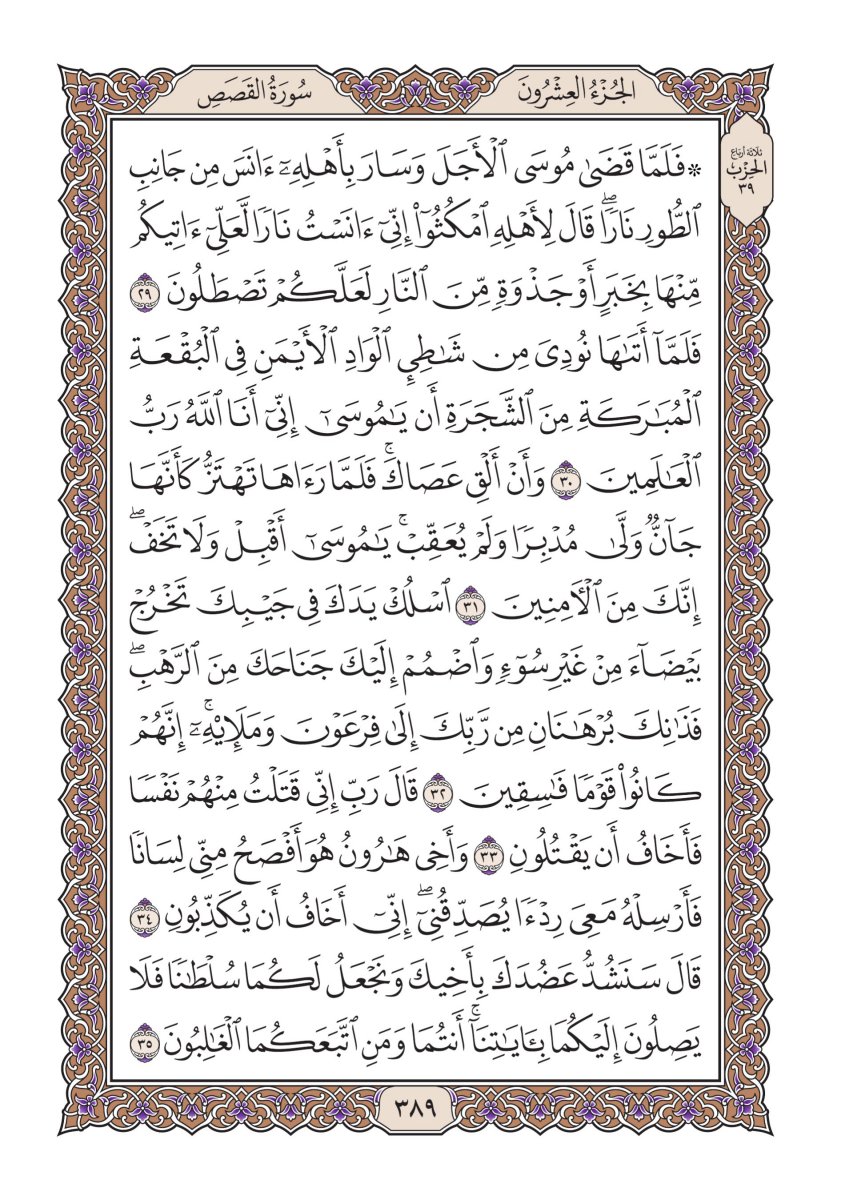 سُورَةُ القَصَصِ
الجُزْءُ العِشْرُونَ
ثلاثة أرباع
الحِزْب
٣٩
* فَلَمَّا قَضَىٰ مُوسَى ٱلْأَجَلَ وَسَارَ بِأَهْلِهِۦٓ ءَانَسَ مِن جَانِبِ
ٱلطُّورِ نَارٗاۖ قَالَ لِأَهْلِهِ ٱمْكُثُوٓاْ إِنِّيٓ ءَانَسْتُ نَارٗا لَّعَلِّيٓ ءَاتِيكُم
مِّنْهَا بِخَبَرٍ أَوْ جَذْوَةٖ مِّنَ ٱلنَّارِ لَعَلَّكُمْ تَصْطَلُونَ ٢٩
فَلَمَّآ أَتَىٰهَا نُودِيَ مِن شَٰطِيِٕ ٱلْوَادِ ٱلْأَيْمَنِ فِي ٱلْبُقْعَةِ
ٱلْمُبَٰرَكَةِ مِنَ ٱلشَّجَرَةِ أَن يَٰمُوسَىٰٓ إِنِّيٓ أَنَا ٱللَّهُ رَبُّ
ٱلْعَٰلَمِينَ ٣٠ وَأَنْ أَلْقِ عَصَاكَۚ فَلَمَّا رَءَاهَا تَهْتَزُّ كَأَنَّهَا
جَآنّٞ وَلَّىٰ مُدْبِرٗا وَلَمْ يُعَقِّبْۚ يَٰمُوسَىٰٓ أَقْبِلْ وَلَا تَخَفْۖ
إِنَّكَ مِنَ ٱلْأٓمِنِينَ ٣١ ٱسْلُكْ يَدَكَ فِي جَيْبِكَ تَخْرُجْ
بَيْضَآءَ مِنْ غَيْرِ سُوٓءٖ وَٱضْمُمْ إِلَيْكَ جَنَاحَكَ مِنَ ٱلرَّهْبِۖ
فَذَٰنِكَ بُرْهَٰنَانِ مِن رَّبِّكَ إِلَىٰ فِرْعَوْنَ وَمَلَإِيْهِۦٓۚ إِنَّهُمْ
كَانُواْ قَوْمٗا فَٰسِقِينَ ٣٢ قَالَ رَبِّ إِنِّي قَتَلْتُ مِنْهُمْ نَفْسٗا
فَأَخَافُ أَن يَقْتُلُونِ ٣٣ وَأَخِي هَٰرُونُ هُوَ أَفْصَحُ مِنِّي لِسَانٗا
فَأَرْسِلْهُ مَعِيَ رِدْءٗا يُصَدِّقُنِيٓۖ إِنِّيٓ أَخَافُ أَن يُكَذِّبُونِ ٣٤
قَالَ سَنَشُدُّ عَضُدَكَ بِأَخِيكَ وَنَجْعَلُ لَكُمَا سُلْطَٰنٗا فَلَا
يَصِلُونَ إِلَيْكُمَا بِـَٔايَٰتِنَآۚ أَنتُمَا وَمَنِ ٱتَّبَعَكُمَا ٱلْغَٰلِبُونَ ٣٥
٣٨٩